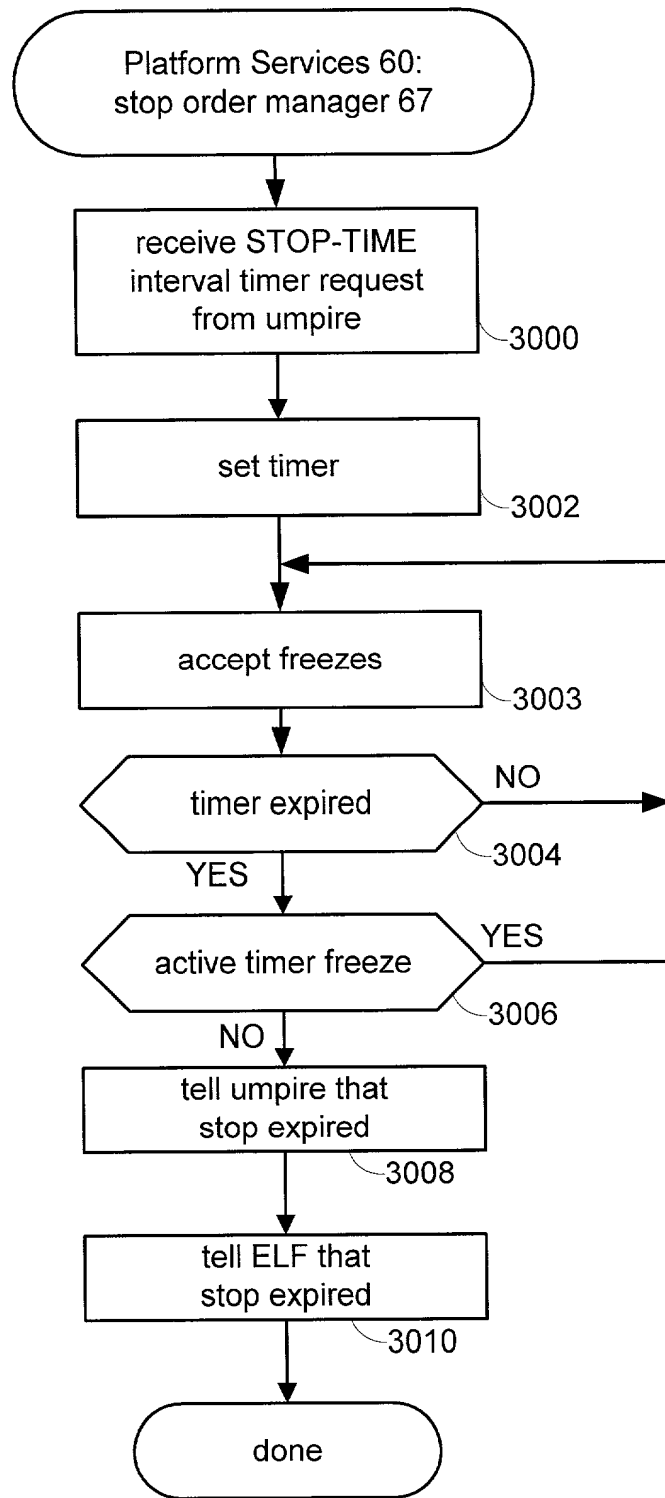 Platform Services 60:
stop order manager 67
receive STOP-TIME
interval timer request
from umpire
3000
set timer
3002
accept freezes
3003
timer expired
NO
3004
YES
active timer freeze
YES
3006
NO
tell umpire that
stop expired
3008
tell ELF that
stop expired
3010
done